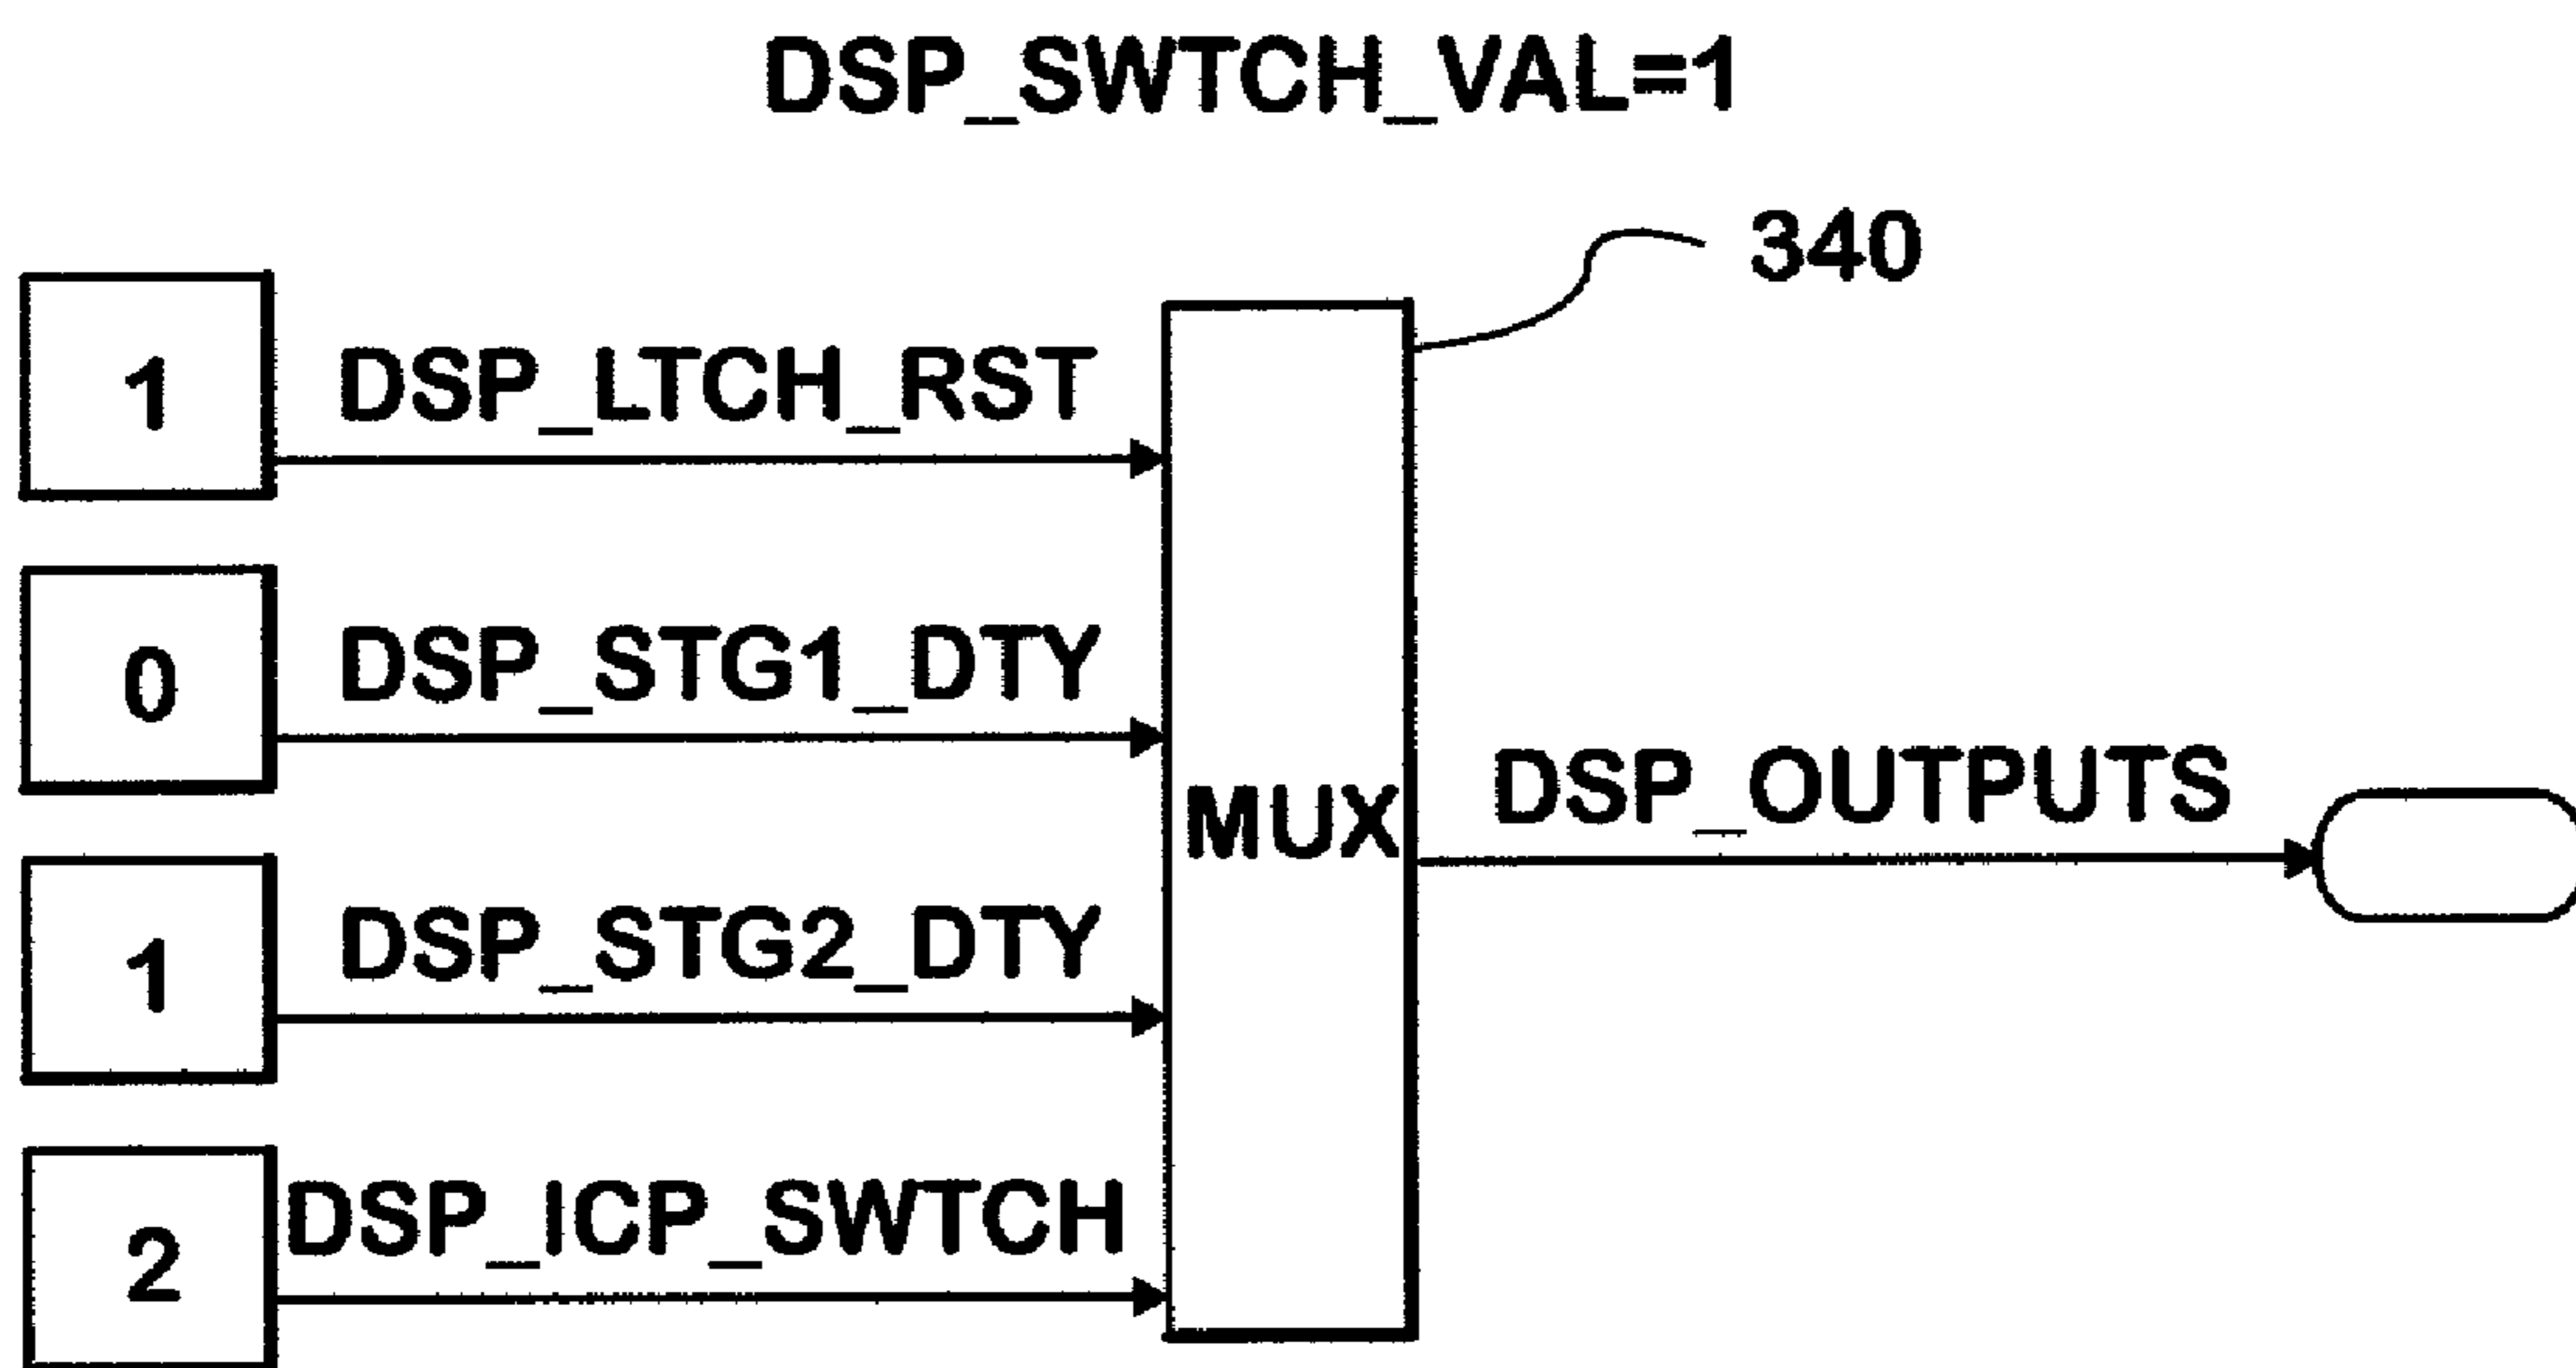 DSP_SWTCH_VAL=1
340
1
DSP_LTCH_RST
0
DSP_STG1_DTY
1
DSP_STG2_DTY
2
DSP_ICP_SWTCH
MUX
DSP_OUTPUTS